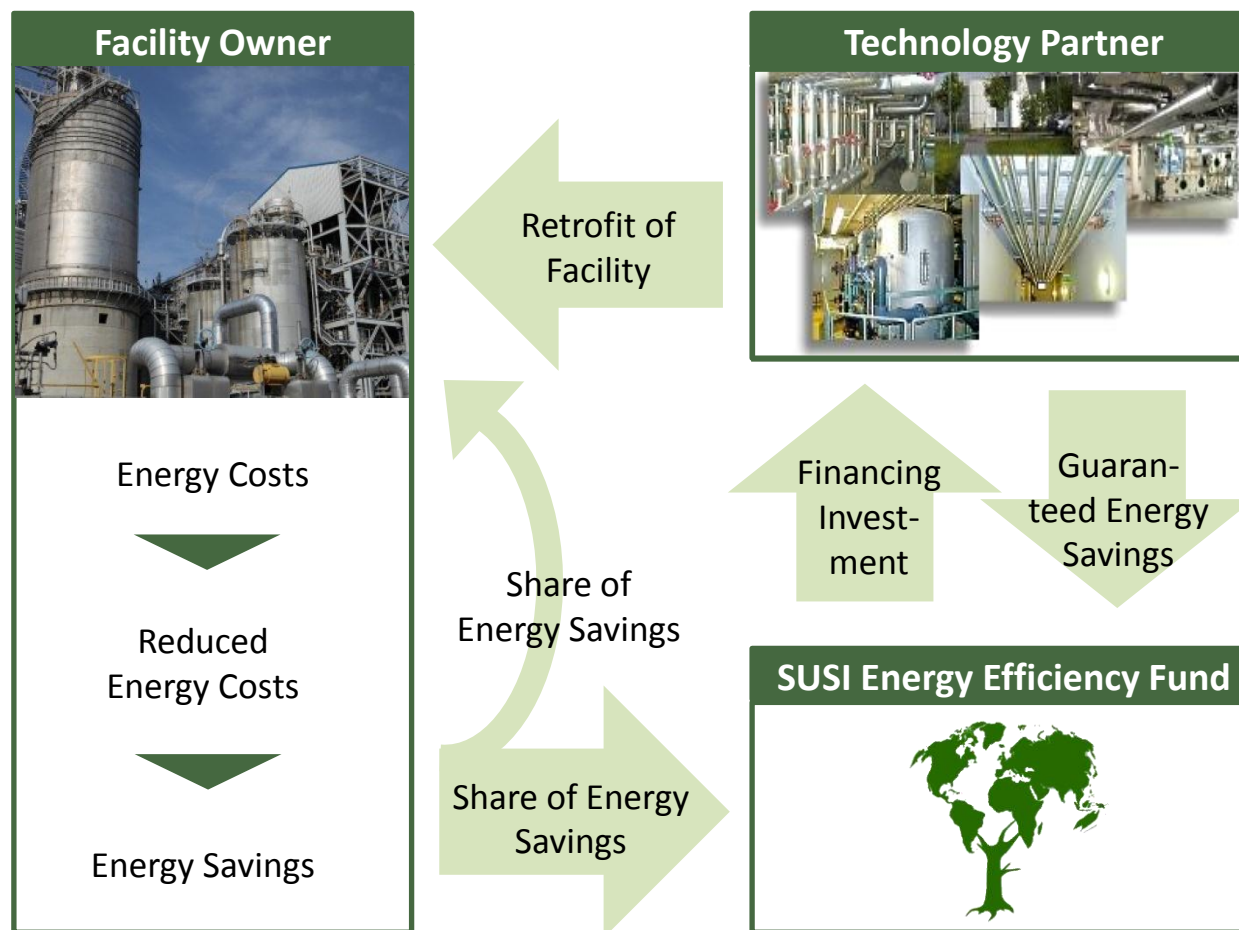 Facility Owner
Technology Partner
Retrofit of
Facility
Energy Costs
Reduced
Energy Costs
Energy Savings
Share of
Energy Savings
Share of Energy
Savings
Financing
Invest-
ment
Guaran-
teed Energy
Savings
SUSI Energy Efficiency Fund